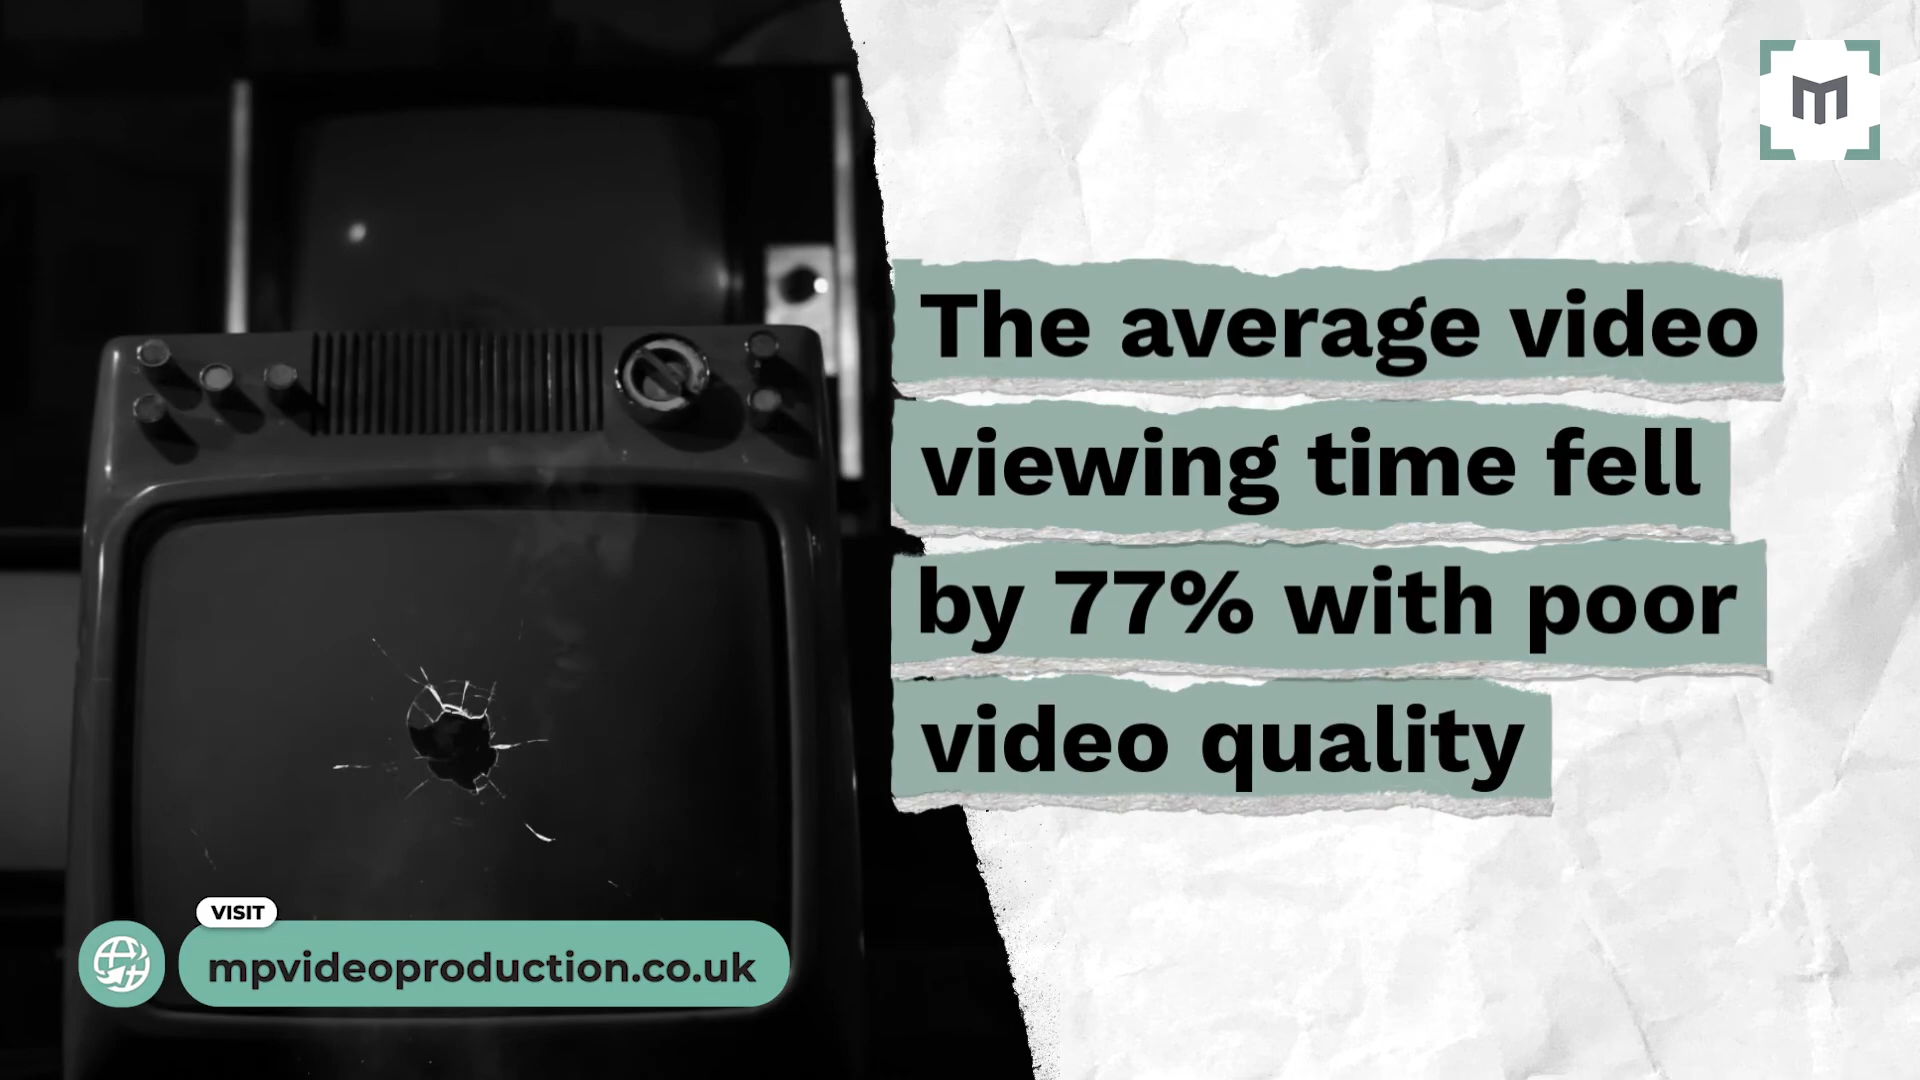 m
The average video
viewing time fell
by 77% with poor
video quality
VISIT
mpvideoproduction.co.uk